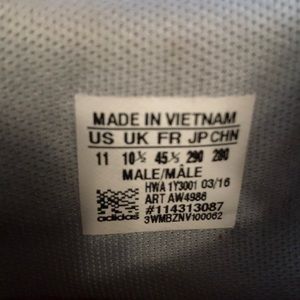 MADE IN VIETNAM
US UK FR JP CHN
11 10½ 45⅓ 290 280
MALE/MÂLE
HWA 1Y3001 03/16
ART AW4986
#114313087
adidas 3WMBZNV100062